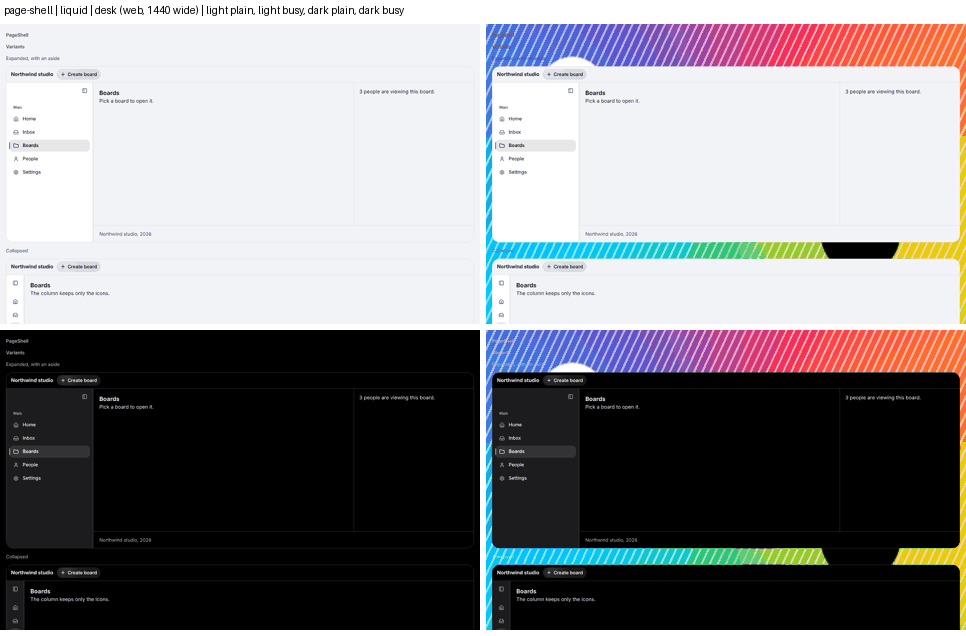 page-shell | liquid | desk (web, 1440 wide) | light plain, light busy, dark plain, dark busy
PageShell
Variants
Expanded, with an aside
Northwind studio + Create board
Main
Home
Inbox
Boards
People
Settings
Boards
Pick a board to open it.
3 people are viewing this board.
Northwind studio, 2026
Collapsed
Northwind studio + Create board
Boards
The column keeps only the icons.
Northwind studio + Create board
Main
Home
Inbox
Boards
People
Settings
Boards
Pick a board to open it.
3 people are viewing this board.
Northwind studio, 2026
Northwind studio + Create board
Boards
The column keeps only the icons.
PageShell
Variants
Expanded, with an aside
Northwind studio + Create board
Main
Home
Inbox
Boards
People
Settings
Boards
Pick a board to open it.
3 people are viewing this board.
Northwind studio, 2026
Collapsed
Northwind studio + Create board
Boards
The column keeps only the icons.
Northwind studio + Create board
Main
Home
Inbox
Boards
People
Settings
Boards
Pick a board to open it.
3 people are viewing this board.
Northwind studio, 2026
Northwind studio + Create board
Boards
The column keeps only the icons.